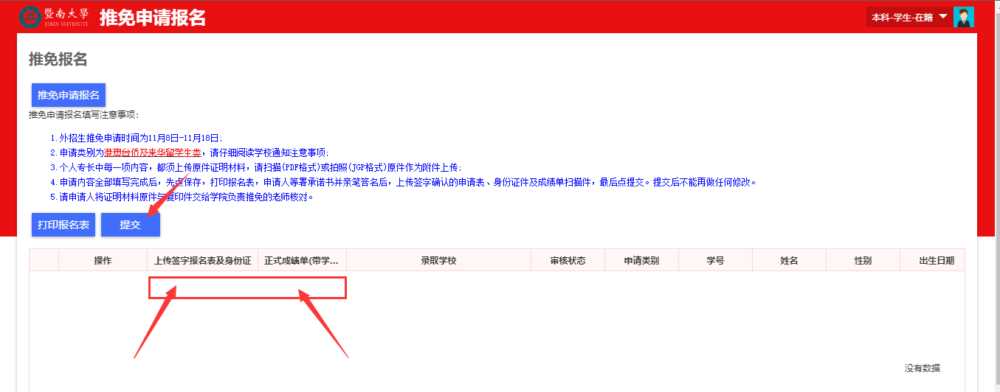 暨南大學
JINAN UNIVERSITY
推免申请报名
本科-学生-在籍
推免报名
推免申请报名
推免申请报名填写注意事项：
1. 外招生推免申请时间为11月8日-11月18日；
2. 申请类别为港澳台侨及来华留学生类，请仔细阅读学校通知注意事项；
3. 个人专长中每一项内容，都须上传原件证明材料，请扫描(PDF格式)或拍照(JGP格式)原件作为附件上传；
4. 申请内容全部填写完成后，先点保存，打印报名表，申请人等署承诺书并亲笔签名后，上传签字确认的申请表、身份证件及成绩单扫描件，最后点提交。提交后不能再做任何修改。
5. 请申请人将证明材料原件与复印件交给学院负责推免的老师核对。
打印报名表 提交
操作 上传签字报名表及身份证 正式成绩单(带学... 录取学校 审核状态 申请类别 学号 姓名 性别 出生日期
没有数据